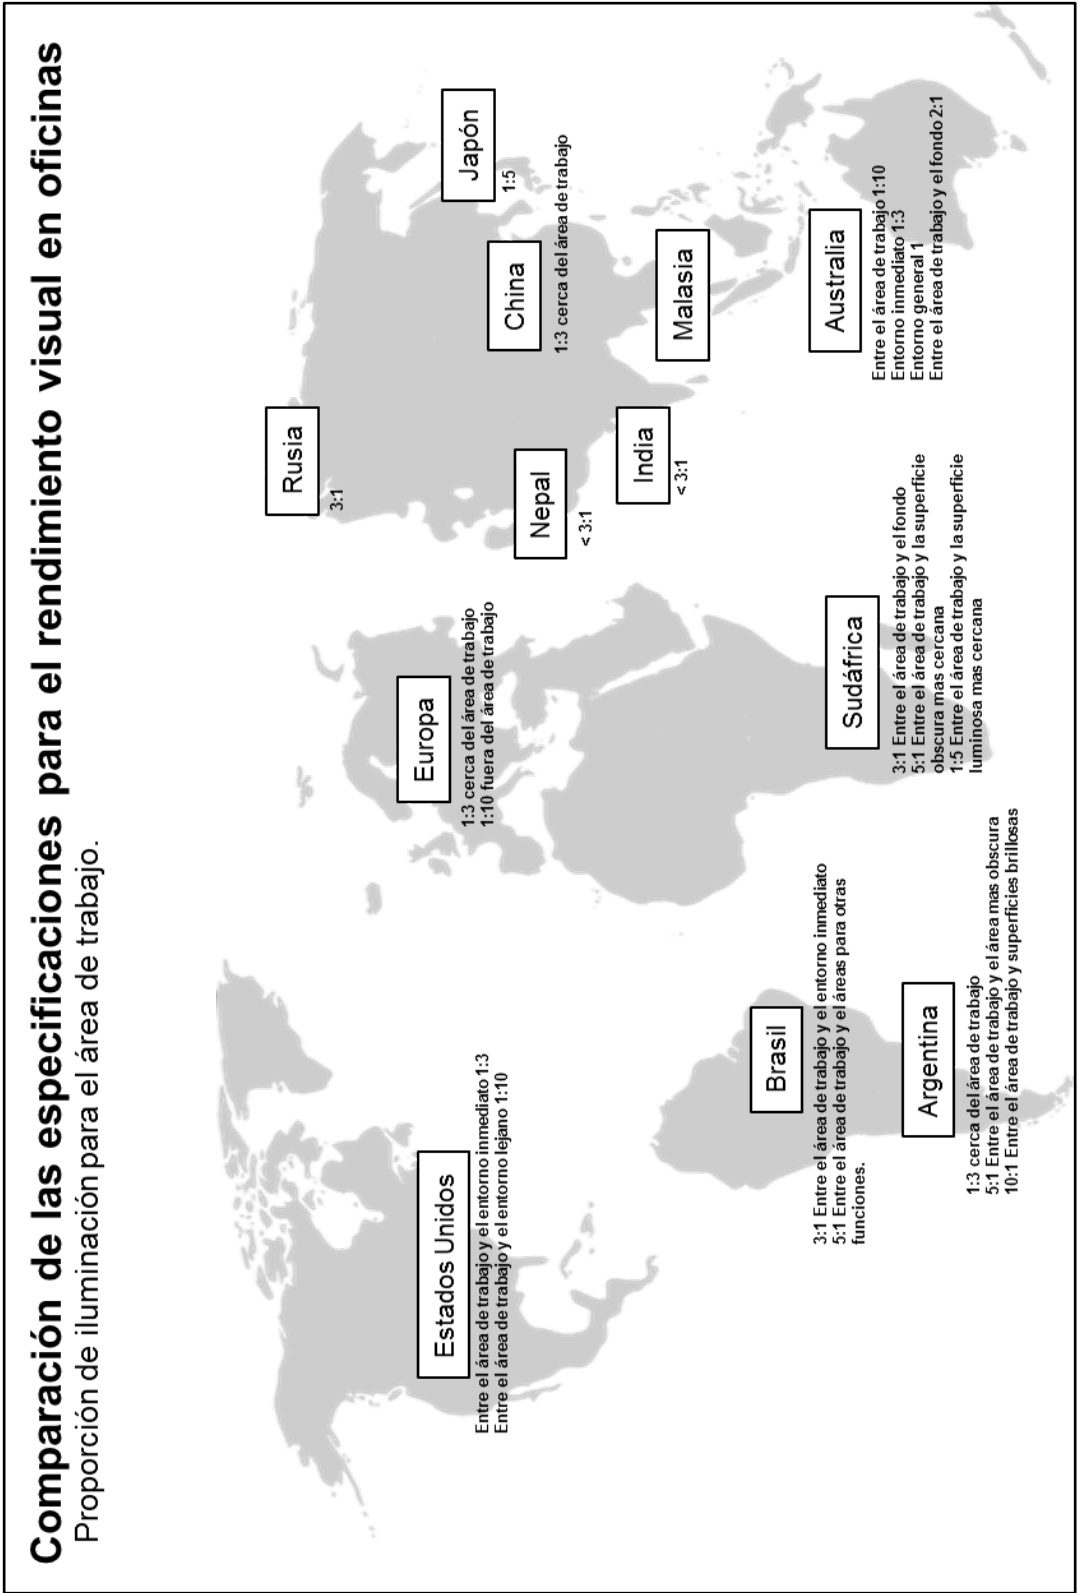 Comparación de las especificaciones para el rendimiento visual en oficinas
Proporción de iluminación para el área de trabajo.
Estados Unidos
Entre el área de trabajo y el entorno inmediato 1:3
Entre el área de trabajo y el entorno lejano 1:10
Brasil
3:1 Entre el área de trabajo y el entorno inmediato
5:1 Entre el área de trabajo y el áreas para otras
funciones.
Argentina
1:3 cerca del área de trabajo
5:1 Entre el área de trabajo y el área mas obscura
10:1 Entre el área de trabajo y superficies brillosas
Europa
1:3 cerca del área de trabajo
1:10 fuera del área de trabajo
Sudáfrica
3:1 Entre el área de trabajo y el fondo
5:1 Entre el área de trabajo y la superficie
obscura mas cercana
1:5 Entre el área de trabajo y la superficie
luminosa mas cercana
Rusia
3:1
Nepal
< 3:1
India
< 3:1
China
1:3 cerca del área de trabajo
Japón
1:5
Malasia
Australia
Entre el área de trabajo 1:10
Entorno inmediato 1:3
Entorno general 1
Entre el área de trabajo y el fondo 2:1